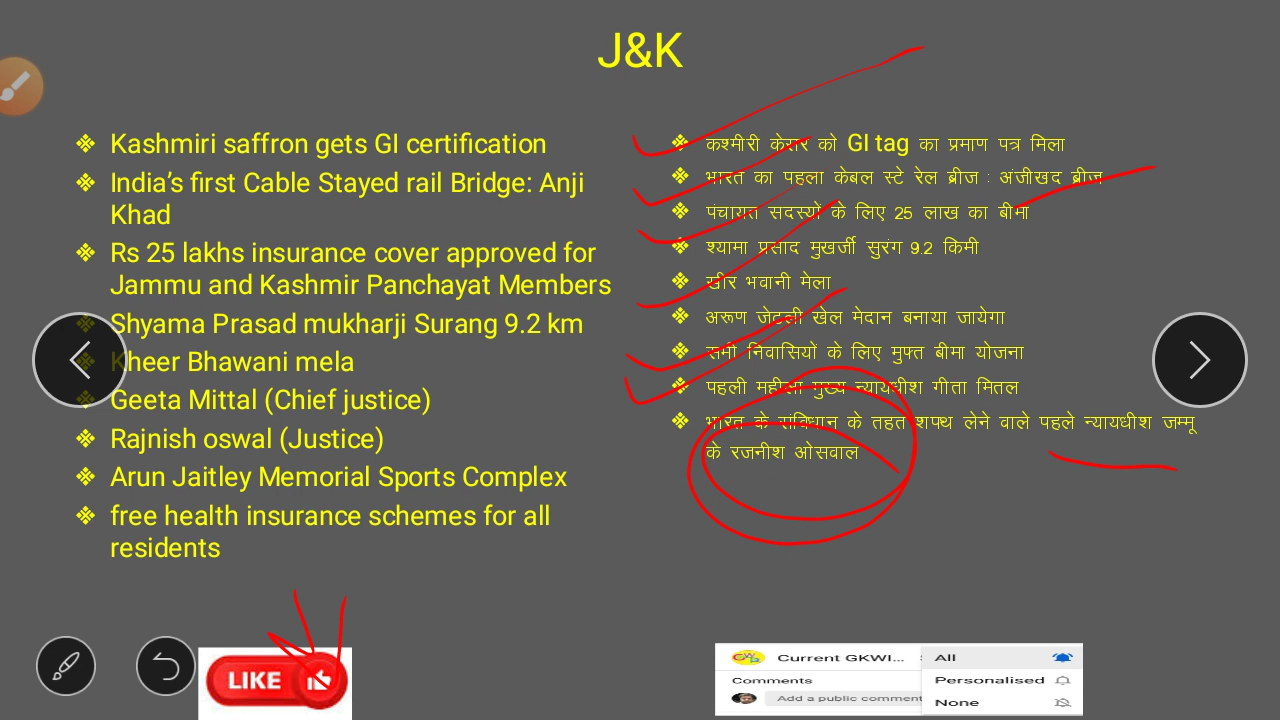 J&K
❖ Kashmiri saffron gets GI certification
❖ India’s first Cable Stayed rail Bridge: Anji
Khad
❖ Rs 25 lakhs insurance cover approved for
Jammu and Kashmir Panchayat Members
❖ Shyama Prasad mukharji Surang 9.2 km
❖ Kheer Bhawani mela
❖ Geeta Mittal (Chief justice)
❖ Rajnish oswal (Justice)
❖ Arun Jaitley Memorial Sports Complex
❖ free health insurance schemes for all
residents
❖ कश्मीरी केसर को GI tag का प्रमाण पत्र मिला
❖ भारत का पहला केबल स्टे रेल ब्रीज : अंजीखद ब्रीज
❖ पंचायत सदस्यों के लिए 25 लाख का बीमा
❖ श्यामा प्रसाद मुखर्जी सुरंग 9.2 किमी
❖ खीर भवानी मेला
❖ अरूण जेटली खेल मेदान बनाया जायेगा
❖ सभी निवासियों के लिए मुफ्त बीमा योजना
❖ पहली महीला मुख्य न्यायधीश गीता मितल
❖ भारत के संविधान के तहत शपथ लेने वाले पहले न्यायधीश जम्मू
के रजनीश ओसवाल
LIKE
Current GKWI...
Comments
Add a public comment
All
Personalised
None